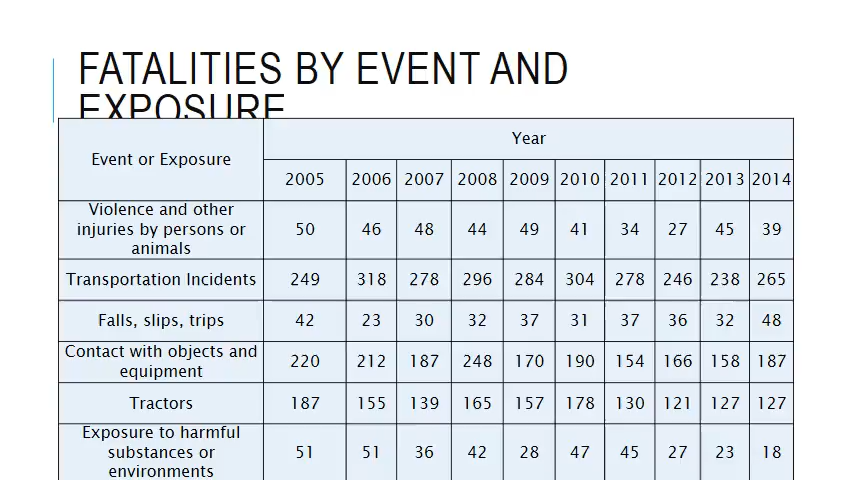 FATALITIES BY EVENT AND
EXPOSURE
Event or Exposure
Year
2005 2006 2007 2008 2009 2010 2011 2012 2013 2014
Violence and other
injuries by persons or
animals
50 46 48 44 49 41 34 27 45 39
Transportation Incidents 249 318 278 296 284 304 278 246 238 265
Falls, slips, trips 42 23 30 32 37 31 37 36 32 48
Contact with objects and
equipment
220 212 187 248 170 190 154 166 158 187
Tractors 187 155 139 165 157 178 130 121 127 127
Exposure to harmful
substances or
environments
51 51 36 42 28 47 45 27 23 18